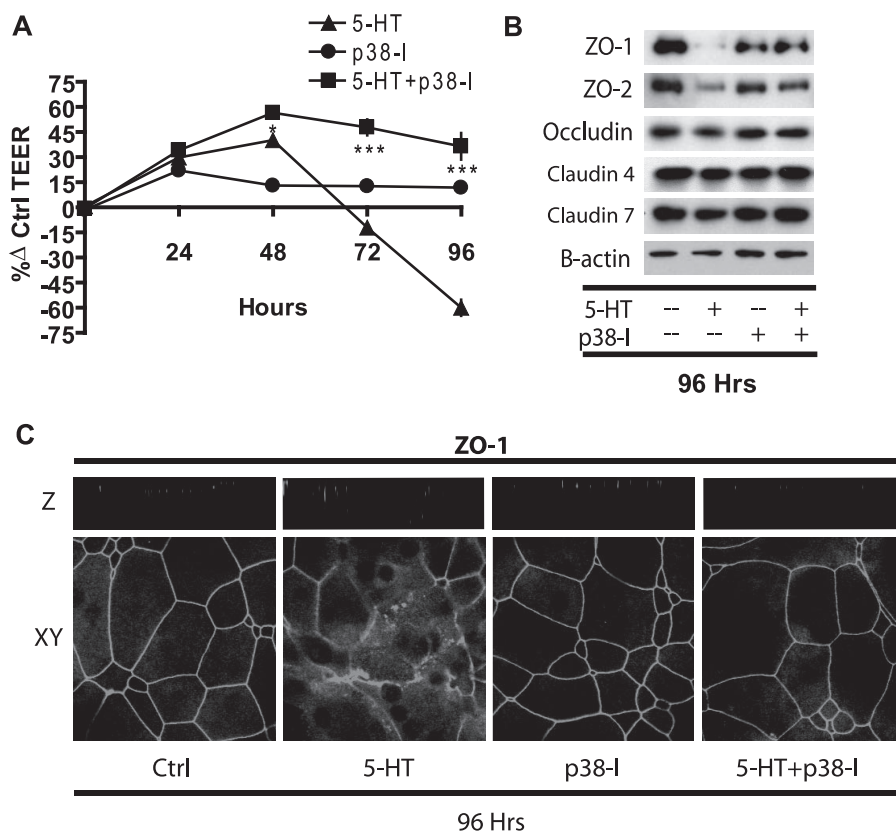 A
5-HT
p38-I
5-HT+p38-I
75
60
45
30
15
0
-15
-30
-45
-60
-75
%Δ Ctrl TEER
*
***
***
24 48 72 96
Hours
B
ZO-1
ZO-2
Occludin
Claudin 4
Claudin 7
B-actin
5-HT -- + -- +
p38-I -- -- + +
96 Hrs
C
ZO-1
Z
XY
Ctrl 5-HT p38-I 5-HT+p38-I
96 Hrs